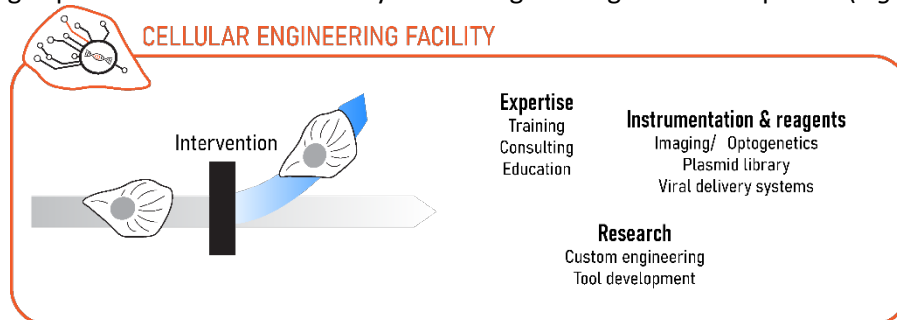 CELLULAR ENGINEERING FACILITY
Intervention
Expertise
Training
Consulting
Education
Instrumentation & reagents
Imaging/ Optogenetics
Plasmid library
Viral delivery systems
Research
Custom engineering
Tool development